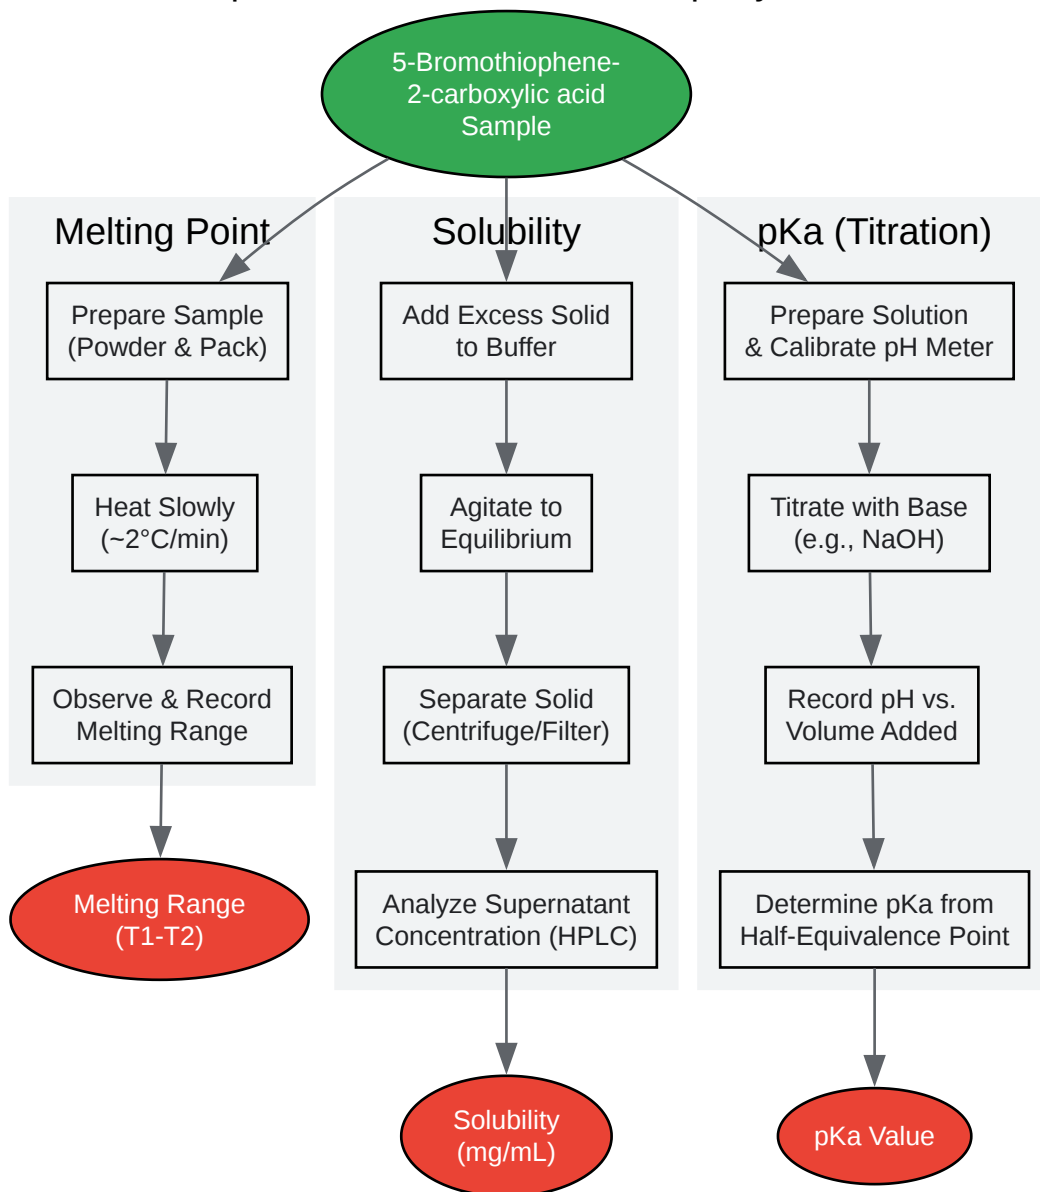 5-Bromothiophene-
2-carboxylic acid
Sample
Melting Point
Prepare Sample
(Powder & Pack)
Heat Slowly
(~2°C/min)
Observe & Record
Melting Range
Melting Range
(T1-T2)
Solubility
Add Excess Solid
to Buffer
Agitate to
Equilibrium
Separate Solid
(Centrifuge/Filter)
Analyze Supernatant
Concentration (HPLC)
Solubility
(mg/mL)
pKa (Titration)
Prepare Solution
& Calibrate pH Meter
Titrate with Base
(e.g., NaOH)
Record pH vs.
Volume Added
Determine pKa from
Half-Equivalence Point
pKa Value